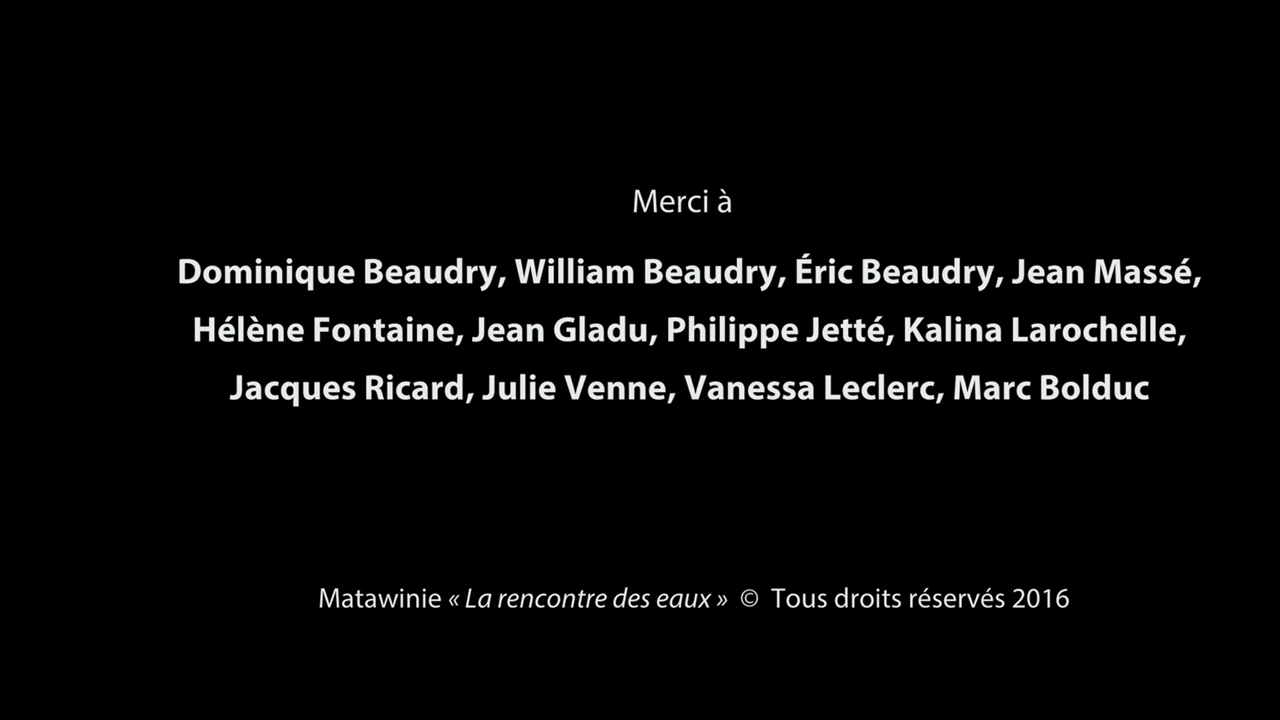 Merci à
Dominique Beaudry, William Beaudry, Éric Beaudry, Jean Massé,
Hélène Fontaine, Jean Gladu, Philippe Jetté, Kalina Larochelle,
Jacques Ricard, Julie Venne, Vanessa Leclerc, Marc Bolduc
Matawinie « La rencontre des eaux » © Tous droits réservés 2016